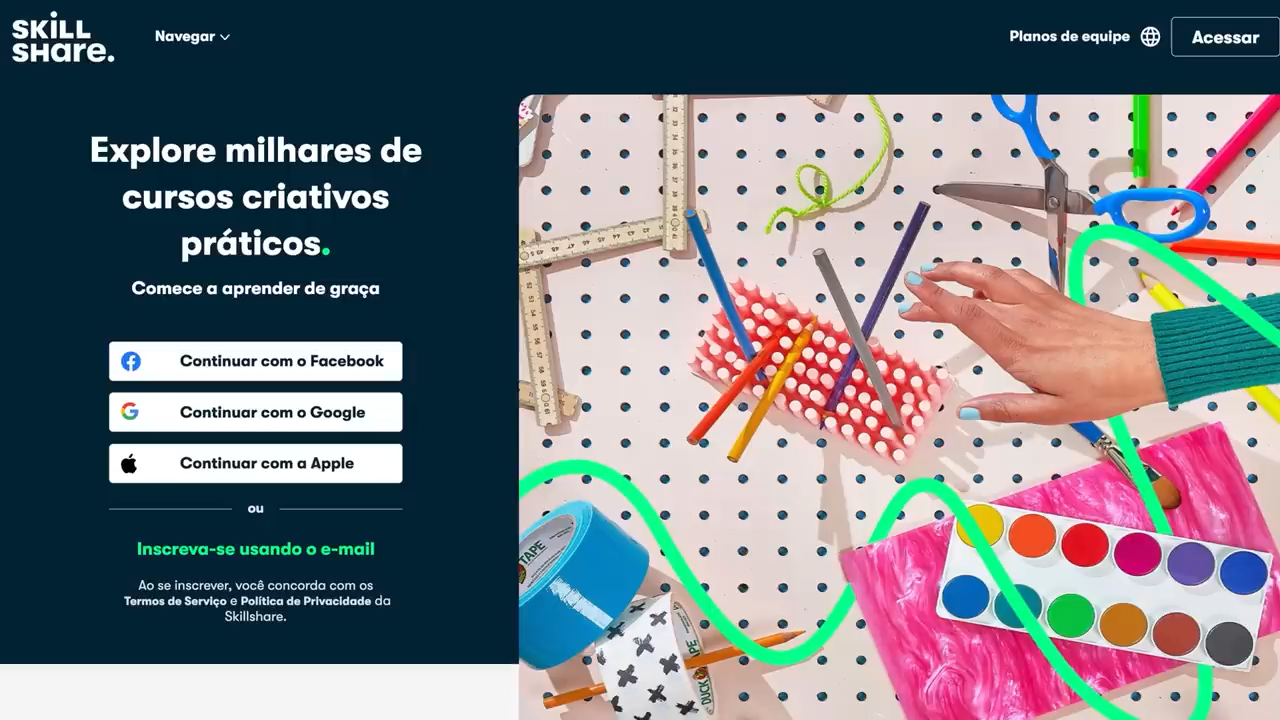 SKILL
SHare.
Navegar
Planos de equipe
Acessar
Explore milhares de
cursos criativos
práticos.
Comece a aprender de graça
Continuar com o Facebook
Continuar com o Google
Continuar com a Apple
ou
Inscreva-se usando o e-mail
Ao se inscrever, você concorda com os
Termos de Serviço e Política de Privacidade da
Skillshare.
TAPE
DUCK TAPE